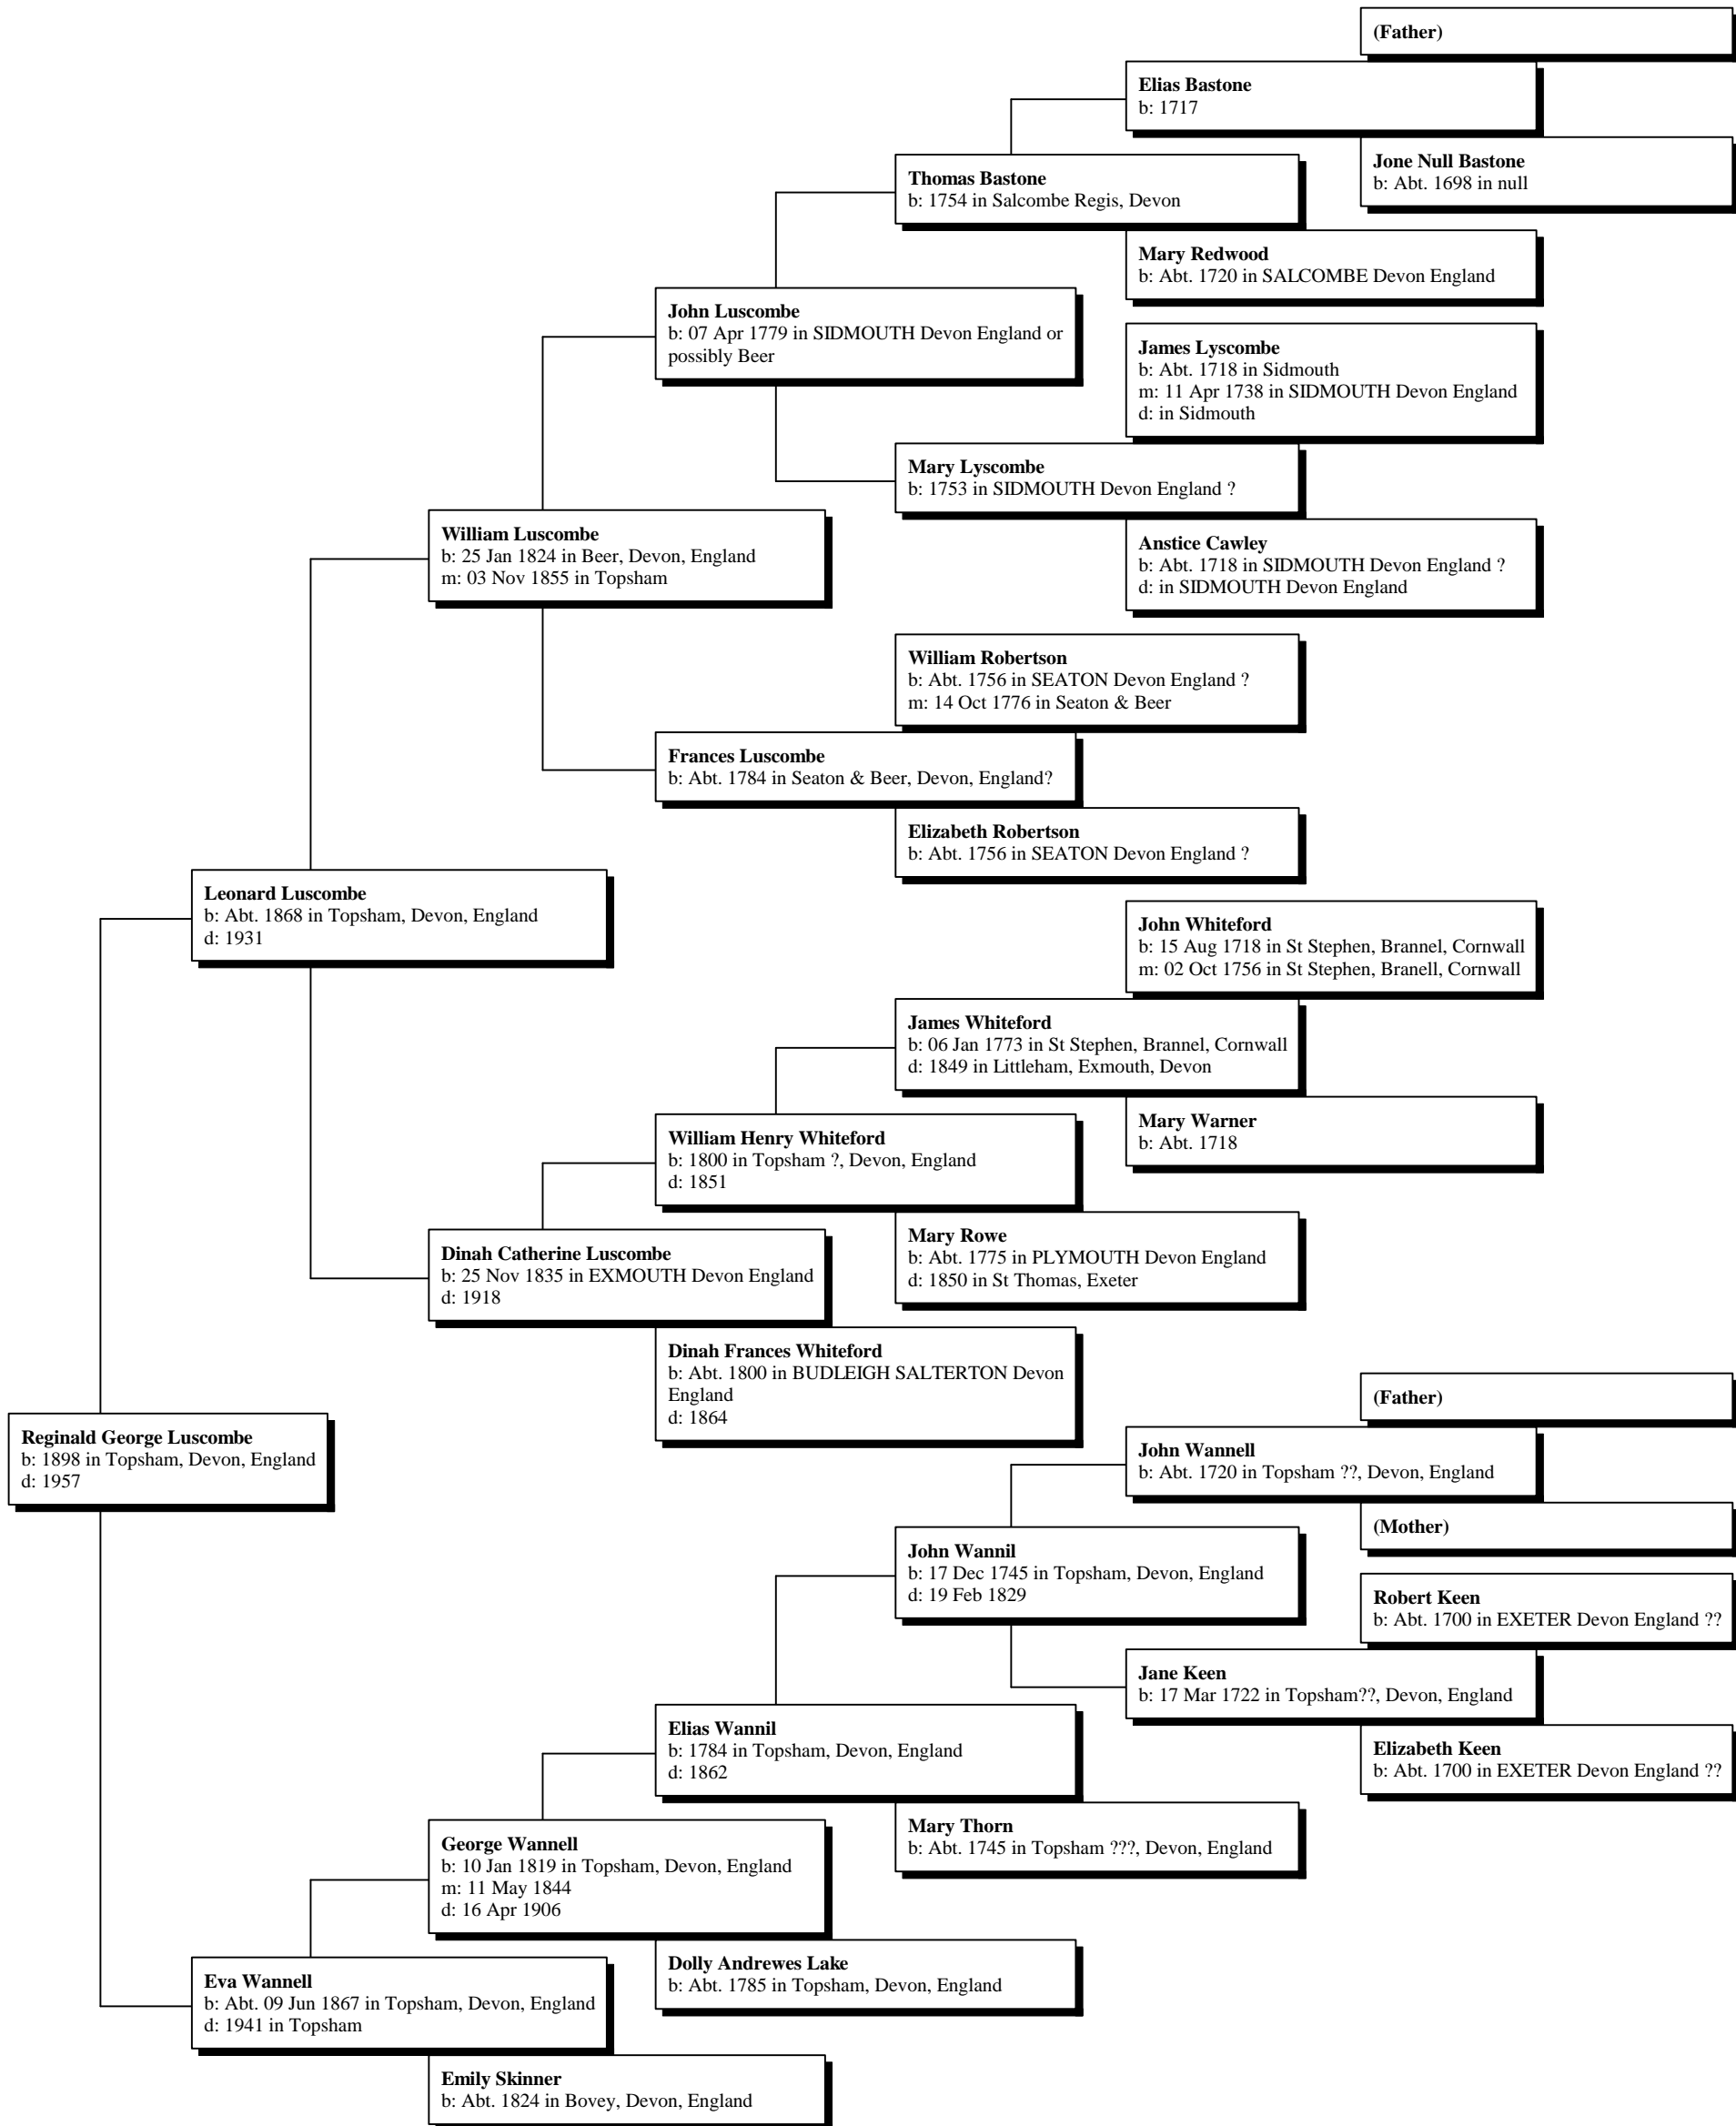 (Father)
Elias Bastone
b: 1717
Jone Null Bastone
b: Abt. 1698 in null
Thomas Bastone
b: 1754 in Salcombe Regis, Devon
Mary Redwood
b: Abt. 1720 in SALCOMBE Devon England
John Luscombe
b: 07 Apr 1779 in SIDMOUTH Devon England or
possibly Beer
James Lyscombe
b: Abt. 1718 in Sidmouth
m: 11 Apr 1738 in SIDMOUTH Devon England
d: in Sidmouth
Mary Lyscombe
b: 1753 in SIDMOUTH Devon England ?
Anstice Cawley
b: Abt. 1718 in SIDMOUTH Devon England ?
d: in SIDMOUTH Devon England
William Luscombe
b: 25 Jan 1824 in Beer, Devon, England
m: 03 Nov 1855 in Topsham
William Robertson
b: Abt. 1756 in SEATON Devon England ?
m: 14 Oct 1776 in Seaton & Beer
Frances Luscombe
b: Abt. 1784 in Seaton & Beer, Devon, England?
Elizabeth Robertson
b: Abt. 1756 in SEATON Devon England ?
Leonard Luscombe
b: Abt. 1868 in Topsham, Devon, England
d: 1931
John Whiteford
b: 15 Aug 1718 in St Stephen, Brannel, Cornwall
m: 02 Oct 1756 in St Stephen, Branell, Cornwall
James Whiteford
b: 06 Jan 1773 in St Stephen, Brannel, Cornwall
d: 1849 in Littleham, Exmouth, Devon
Mary Warner
b: Abt. 1718
William Henry Whiteford
b: 1800 in Topsham ?, Devon, England
d: 1851
Mary Rowe
b: Abt. 1775 in PLYMOUTH Devon England
d: 1850 in St Thomas, Exeter
Dinah Catherine Luscombe
b: 25 Nov 1835 in EXMOUTH Devon England
d: 1918
Dinah Frances Whiteford
b: Abt. 1800 in BUDLEIGH SALTERTON Devon
England
d: 1864
Reginald George Luscombe
b: 1898 in Topsham, Devon, England
d: 1957
(Father)
John Wannell
b: Abt. 1720 in Topsham ??, Devon, England
(Mother)
John Wannil
b: 17 Dec 1745 in Topsham, Devon, England
d: 19 Feb 1829
Robert Keen
b: Abt. 1700 in EXETER Devon England ??
Jane Keen
b: 17 Mar 1722 in Topsham??, Devon, England
Elizabeth Keen
b: Abt. 1700 in EXETER Devon England ??
Elias Wannil
b: 1784 in Topsham, Devon, England
d: 1862
Mary Thorn
b: Abt. 1745 in Topsham ???, Devon, England
George Wannell
b: 10 Jan 1819 in Topsham, Devon, England
m: 11 May 1844
d: 16 Apr 1906
Dolly Andrewes Lake
b: Abt. 1785 in Topsham, Devon, England
Eva Wannell
b: Abt. 09 Jun 1867 in Topsham, Devon, England
d: 1941 in Topsham
Emily Skinner
b: Abt. 1824 in Bovey, Devon, England